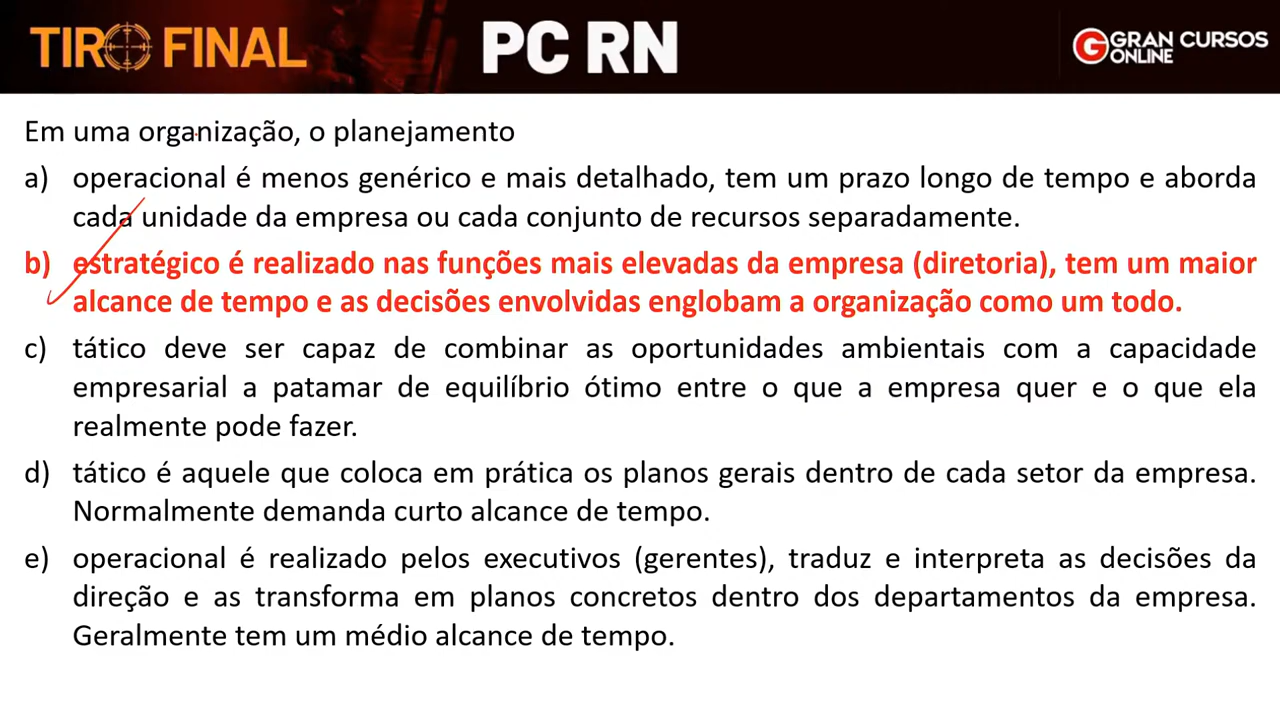 TIRO FINAL
PC RN
GRAN CURSOS
ONLINE
Em uma organização, o planejamento
a) operacional é menos genérico e mais detalhado, tem um prazo longo de tempo e aborda
cada unidade da empresa ou cada conjunto de recursos separadamente.
b) estratégico é realizado nas funções mais elevadas da empresa (diretoria), tem um maior
alcance de tempo e as decisões envolvidas englobam a organização como um todo.
c) tático deve ser capaz de combinar as oportunidades ambientais com a capacidade
empresarial a patamar de equilíbrio ótimo entre o que a empresa quer e o que ela
realmente pode fazer.
d) tático é aquele que coloca em prática os planos gerais dentro de cada setor da empresa.
Normalmente demanda curto alcance de tempo.
e) operacional é realizado pelos executivos (gerentes), traduz e interpreta as decisões da
direção e as transforma em planos concretos dentro dos departamentos da empresa.
Geralmente tem um médio alcance de tempo.